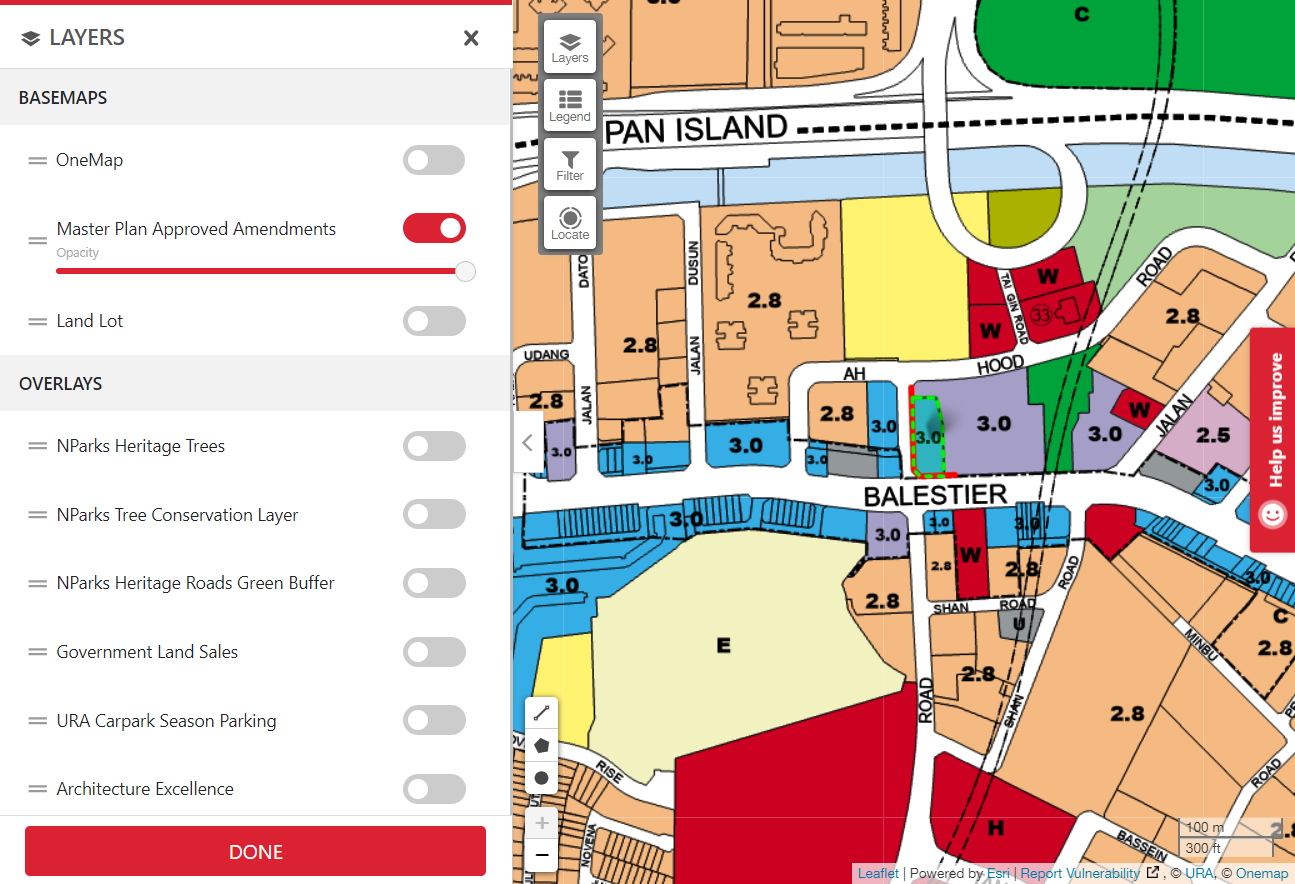 LAYERS
BASEMAPS
OneMap
Master Plan Approved Amendments
Opacity
Land Lot
OVERLAYS
NParks Heritage Trees
NParks Tree Conservation Layer
NParks Heritage Roads Green Buffer
Government Land Sales
URA Carpark Season Parking
Architecture Excellence
DONE
Layers
Legend
Filter
Locate
C
PAN ISLAND
DATO
DUSUN
JALAN
2.8
2.8
UDANG
2.8
JALAN
3.0
3.0
3.0
AH
HOOD
ROAD
TAI GIN ROAD
W
W
33
2.8
2.8
3.0
3.0
3.0
3.0
3.0
W
JALAN
2.5
3.0
BALESTIER
3.0
3.0
3.0
3.0
3.0
2.8
W
2.8
2.8
SHAN
ROAD
ROAD
U
E
3.0
2.8
SHAN
ROAD
MINBU
C
2.8
3.0
2.8
ROAD
RISE
NOVENA
H
BASSEIN
Help us improve
100 m
300 ft
Leaflet | Powered by Esri | Report Vulnerability , © URA, © Onemap